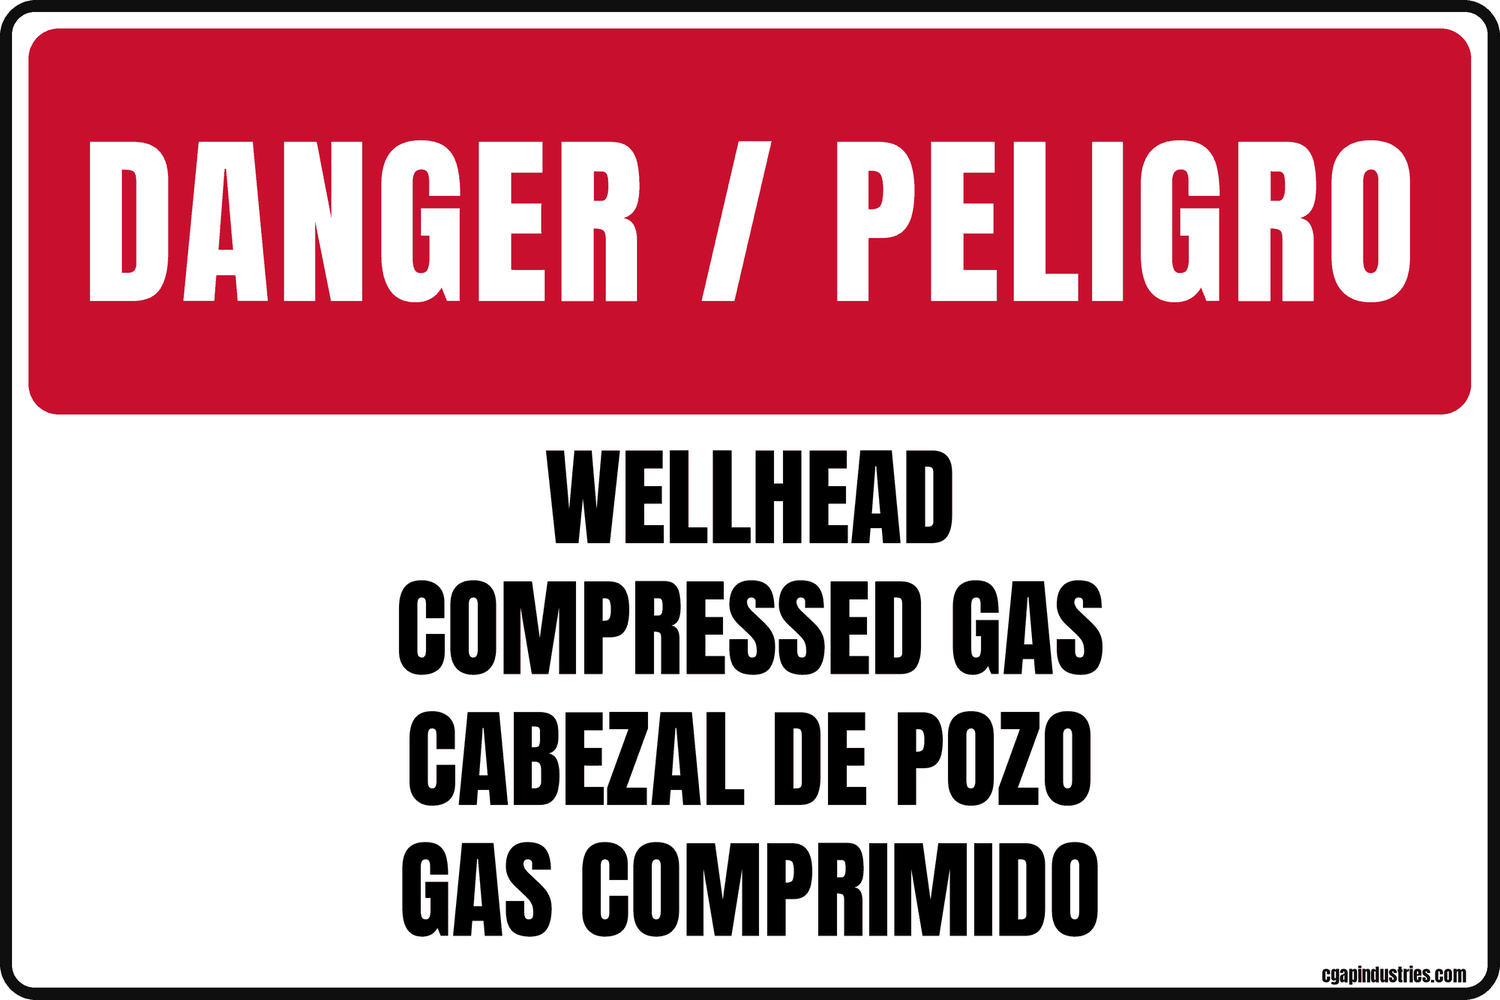 DANGER / PELIGRO
WELLHEAD
COMPRESSED GAS
CABEZAL DE POZO
GAS COMPRIMIDO
cgapindustries.com